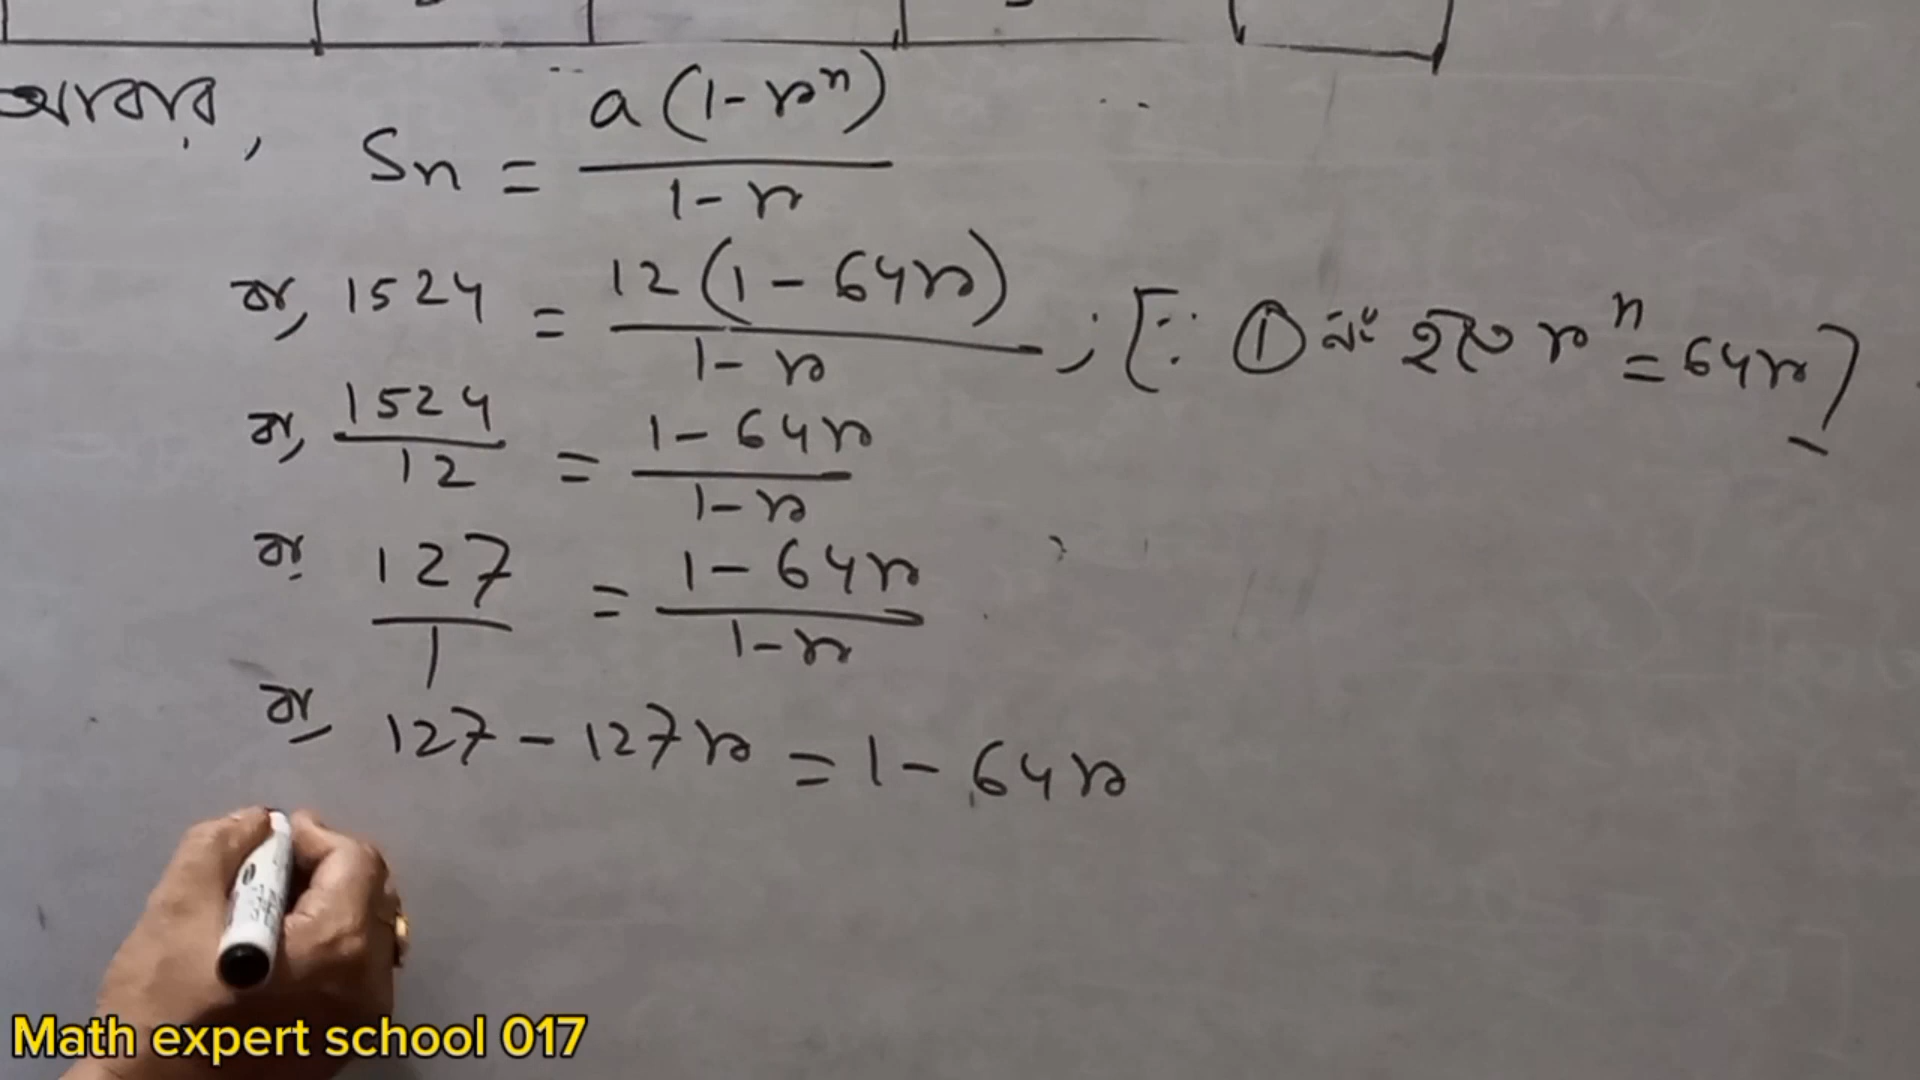 আবার, Sn = a(1-rⁿ) / 1-r
বা, 1524 = 12(1-64r) / 1-r ; [∵ ① নং হতে rⁿ = 64r]
বা, 1524/12 = 1-64r / 1-r
বা, 127/1 = 1-64r / 1-r
বা, 127-127r = 1-64r
Math expert school 017